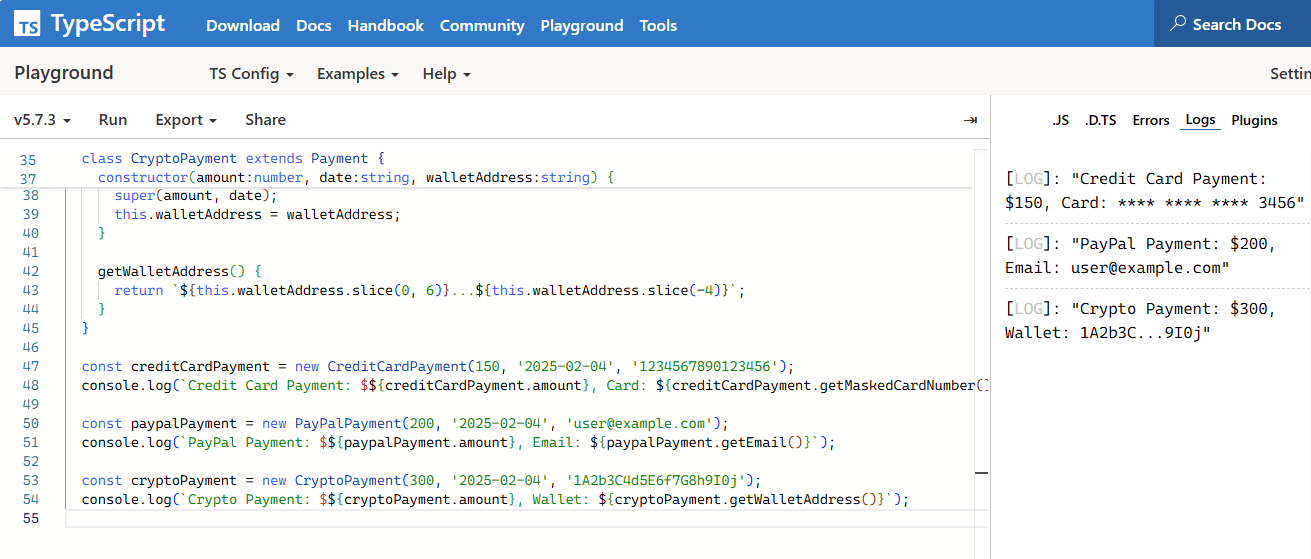 TS TypeScript Download Docs Handbook Community Playground Tools Search Docs
Playground TS Config Examples Help Settin
v5.7.3 Run Export Share .JS .D.TS Errors Logs Plugins
35 class CryptoPayment extends Payment {
37 constructor(amount:number, date:string, walletAddress:string) {
38 super(amount, date);
39 this.walletAddress = walletAddress;
40 }
41
42 getWalletAddress() {
43 return `${this.walletAddress.slice(0, 6)}...${this.walletAddress.slice(-4)}`;
44 }
45 }
46
47 const creditCardPayment = new CreditCardPayment(150, '2025-02-04', '1234567890123456');
48 console.log(`Credit Card Payment: $${creditCardPayment.amount}, Card: ${creditCardPayment.getMaskedCardNumber()
49
50 const paypalPayment = new PayPalPayment(200, '2025-02-04', 'user@example.com');
51 console.log(`PayPal Payment: $${paypalPayment.amount}, Email: ${paypalPayment.getEmail()}`);
52
53 const cryptoPayment = new CryptoPayment(300, '2025-02-04', '1A2b3C4d5E6f7G8h9I0j');
54 console.log(`Crypto Payment: $${cryptoPayment.amount}, Wallet: ${cryptoPayment.getWalletAddress()}`);
55
[LOG]: "Credit Card Payment:
$150, Card: **** **** **** 3456"
[LOG]: "PayPal Payment: $200,
Email: user@example.com"
[LOG]: "Crypto Payment: $300,
Wallet: 1A2b3C...9I0j"